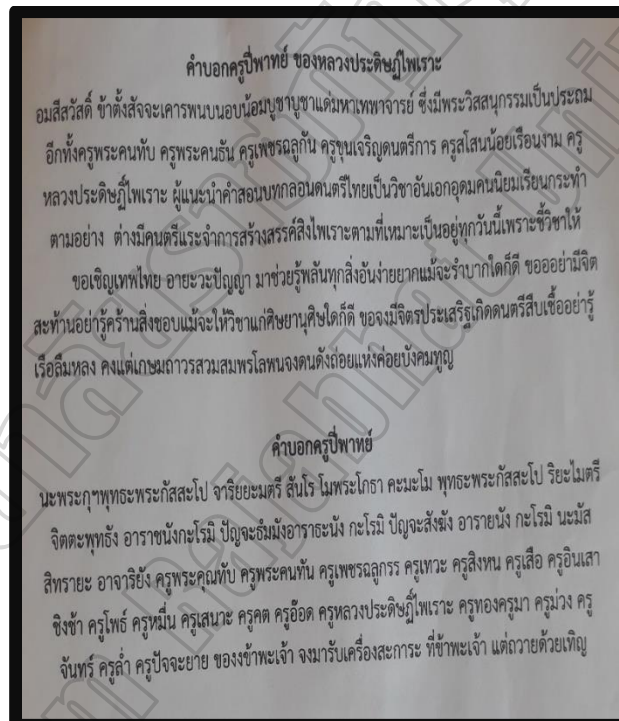 คำบอกครูปี่พาทย์ ของหลวงประดิษฏ์ไพเราะ
อมสีสวัสดิ์ ข้าตั้งสัจจะเคารพนบนอบน้อมบูชาบูชาแด่มหาเทพาจารย์ ซึ่งมีพระวิสสนุกรรมเป็นประถม
อีกทั้งครูพระคนทับ ครูพระคนธัน ครูเพชรฉลูกัน ครูขุนเจริญดนตรีการ ครูสโสนน้อยเรือนงาม ครู
หลวงประดิษฏิ์ไพเราะ ผู้แนะนำคำสอนบทกลอนดนตรีไทยเป็นวิชาอันเอกอุดมคนนิยมเรียนกระทำ
ตามอย่าง ต่างมีคนตรีแระจำการสร้างสรรค์สิงไพเราะตามที่เหมาะเป็นอยู่ทุกวันนี้เพราะชี้วิชาให้
ขอเชิญเทพไทย อายะวะปัญญา มาช่วยรู้พลันทุกสิ่งอันง่ายยากแม้จะรำบากใดก็ดี ขอออย่ามีจิต
สะท้านอย่ารู้คร้านสิ่งชอบแม้จะให้วิชาแก่ศิษยานุศิษใดก็ดี ขอจงมีจิตรประเสริฐเกิดดนตรีสืบเชื้ออย่ารู้
เรือลืมหลง คงแต่เกษมถาวรสวมสมพรโลพนจงดนดังถ่อยแห่งค่อยบังคมทูญ
คำบอกครูปี่พาทย์
นะพระกุฯพุทธะพระกัสสะโป จาริยยะมตรี สันโร โมพระโกธา คะมะโม พุทธะพระกัสสะโป ริยะไมตรี
จิตตะพุทธัง อาราชนังกะโรมิ ปัญจะธัมมังอาราธะนัง กะโรมิ ปัญจะสังฆัง อารายนัง กะโรมิ นะมัส
สิทรายะ อาจาริยัง ครูพระคุณทับ ครูพระคนทัน ครูเพชรฉลูกรร ครูเทวะ ครูสิงหน ครูเสือ ครูอินเสา
ชิงช้า ครูโพธ์ ครูหมื่น ครูเสนาะ ครูคต ครูอ๊อด ครูหลวงประดิษฏ์ไพเราะ ครูทองครูมา ครูม่วง ครู
จันทร์ ครูล่ำ ครูปัจจะยาย ของงข้าพะเจ้า จงมารับเครื่องสะการะ ที่ข้าพะเจ้า แต่ถวายด้วยเทิญ